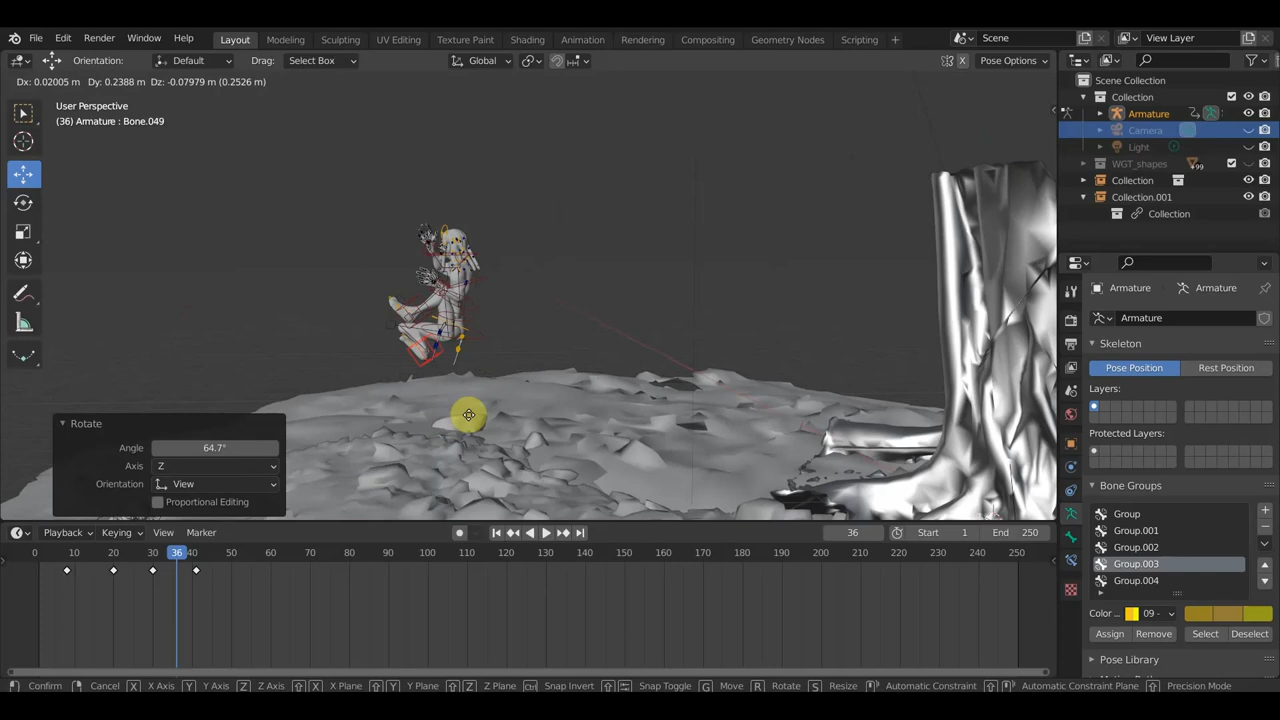 File Edit Render Window Help Layout Modeling Sculpting UV Editing Texture Paint Shading Animation Rendering Compositing Geometry Nodes Scripting + Scene View Layer
Orientation: Default Drag: Select Box Global X Pose Options
Dx: 0.02005 m Dy: 0.2388 m Dz: -0.07979 m (0.2526 m)
User Perspective
(36) Armature : Bone.049
Scene Collection
Collection
Armature
Camera
Light
WGT_shapes +99
Collection
Collection.001
Collection
Armature Armature
Armature
Skeleton
Pose Position Rest Position
Layers:
Protected Layers:
Bone Groups
Group
Group.001
Group.002
Group.003
Group.004
Color ... 09 -
Assign Remove Select Deselect
Pose Library
Rotate
Angle 64.7°
Axis Z
Orientation View
Proportional Editing
Playback Keying View Marker 36 Start 1 End 250
0 10 20 30 36 40 50 60 70 80 90 100 110 120 130 140 150 160 170 180 190 200 210 220 230 240 250
Confirm Cancel X X Axis Y Y Axis Z Z Axis X X Plane Y Y Plane Z Z Plane Ctrl Snap Invert Snap Toggle G Move R Rotate S Resize Automatic Constraint Automatic Constraint Plane Precision Mode